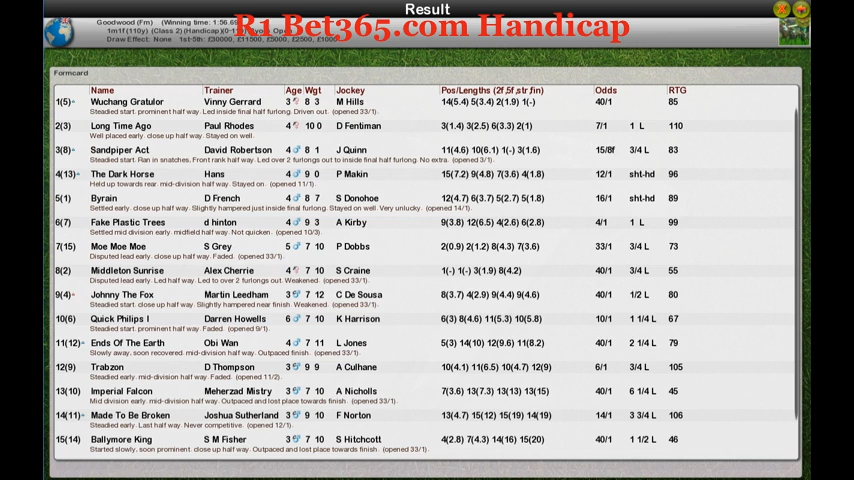 Result
R1 Bet365.com Handicap
Goodwood (Fm) (Winning time: 1:56.69
1m1f(110y) (Class 2)(Handicap)(0-1
Draw Effect: None 1st-5th: £30000, £11500, £5000, £2500, £1000
Formcard
Name Trainer Age Wgt Jockey Pos/Lengths (2f,5f,str,fin) Odds RTG
1(5) Wuchang Gratulor Vinny Gerrard 3 8 3 M Hills 14(5.4) 5(3.4) 2(1.9) 1(-) 40/1 85
Steadied start. prominent half way. Led inside final half furlong. Driven out. (opened 33/1).
2(3) Long Time Ago Paul Rhodes 4 10 0 D Fentiman 3(1.4) 3(2.5) 6(3.3) 2(1) 7/1 1 L 110
Well placed early. close up half way. Stayed on well.
3(8) Sandpiper Act David Robertson 4 8 1 J Quinn 11(4.6) 10(6.1) 1(-) 3(1.6) 15/8f 3/4 L 83
Steadied start. Ran in snatches. Front rank half way. Led over 2 furlongs out to inside final half furlong. No extra. (opened 3/1).
4(13) The Dark Horse Hans 4 9 0 P Makin 15(7.2) 9(4.8) 7(3.6) 4(1.8) 12/1 sht-hd 96
Held up towards rear. mid-division half way. Stayed on. (opened 11/1).
5(1) Byrain D French 4 8 7 S Donohoe 12(4.7) 6(3.7) 5(2.7) 5(1.8) 16/1 sht-hd 89
Settled early. close up half way. Slightly hampered just inside final furlong. Stayed on well. Very unlucky. (opened 14/1).
6(7) Fake Plastic Trees d hinton 4 9 3 A Kirby 9(3.8) 12(6.5) 4(2.6) 6(2.8) 4/1 1 L 99
Settled mid division early. midfield half way. Not quicken. (opened 10/3).
7(15) Moe Moe Moe S Grey 5 7 10 P Dobbs 2(0.9) 2(1.2) 8(4.3) 7(3.6) 33/1 3/4 L 73
Disputed lead early. close up half way. Faded. (opened 33/1).
8(2) Middleton Sunrise Alex Cherrie 4 7 10 S Craine 1(-) 1(-) 3(1.9) 8(4.2) 40/1 3/4 L 55
Disputed lead early. Led half way. Led to over 2 furlongs out. Weakened. (opened 33/1).
9(4) Johnny The Fox Martin Leedham 3 7 12 C De Sousa 8(3.7) 4(2.9) 9(4.4) 9(4.6) 40/1 1/2 L 80
Steadied start. close up half way. Slightly hampered near finish. Weakened. (opened 33/1).
10(6) Quick Philips I Darren Howells 6 7 10 K Harrison 6(3) 8(4.6) 11(5.3) 10(5.8) 10/1 1 1/4 L 67
Steadied start. prominent half way. Faded. (opened 9/1).
11(12) Ends Of The Earth Obi Wan 4 7 11 L Jones 5(3) 14(10) 12(9.6) 11(8.2) 40/1 2 1/4 L 79
Slowly away, soon recovered. mid-division half way. Outpaced finish. (opened 33/1).
12(9) Trabzon D Thompson 3 9 9 A Culhane 10(4.1) 11(6.5) 10(4.7) 12(9) 6/1 3/4 L 105
Steadied early. mid-division half way. Faded. (opened 11/2).
13(10) Imperial Falcon Meherzad Mistry 3 7 10 A Nicholls 7(3.6) 13(7.3) 13(13) 13(15) 40/1 6 1/4 L 45
Mid division early. mid-division half way. Outpaced and lost place towards finish. (opened 33/1).
14(11) Made To Be Broken Joshua Sutherland 3 9 10 F Norton 13(4.7) 15(12) 15(19) 14(19) 14/1 3 3/4 L 106
Steadied early. Last half way. Never competitive. (opened 12/1).
15(14) Ballymore King S M Fisher 3 7 10 S Hitchcott 4(2.8) 7(4.3) 14(16) 15(20) 40/1 1 1/2 L 46
Started slowly, soon prominent. close up half way. Outpaced and lost place towards finish. (opened 33/1).